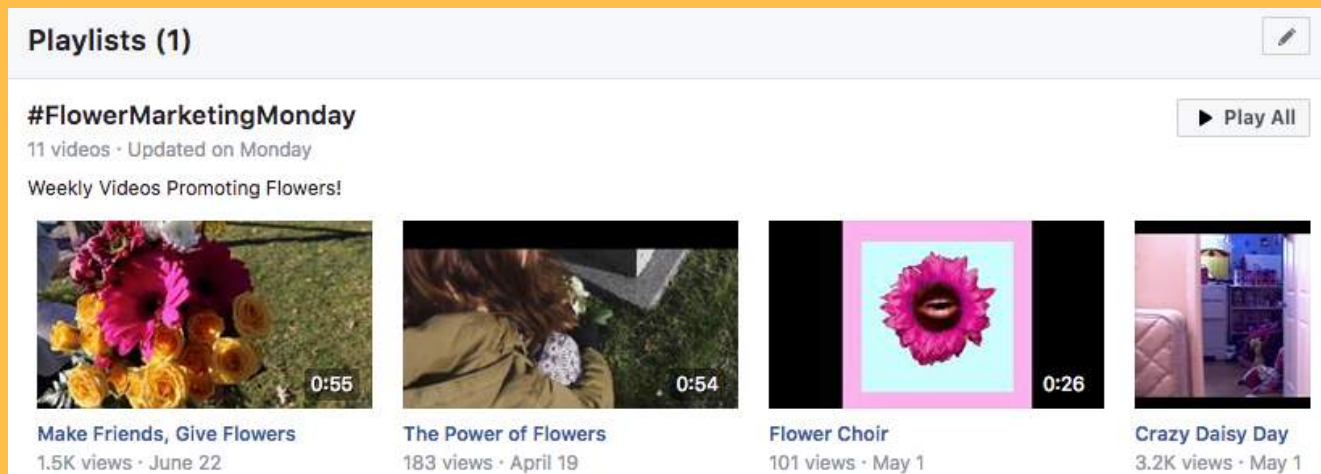 Playlists (1)
#FlowerMarketingMonday
Play All
11 videos · Updated on Monday
Weekly Videos Promoting Flowers!
0:55
0:54
0:26
Make Friends, Give Flowers
1.5K views · June 22
The Power of Flowers
183 views · April 19
Flower Choir
101 views · May 1
Crazy Daisy Day
3.2K views · May 1